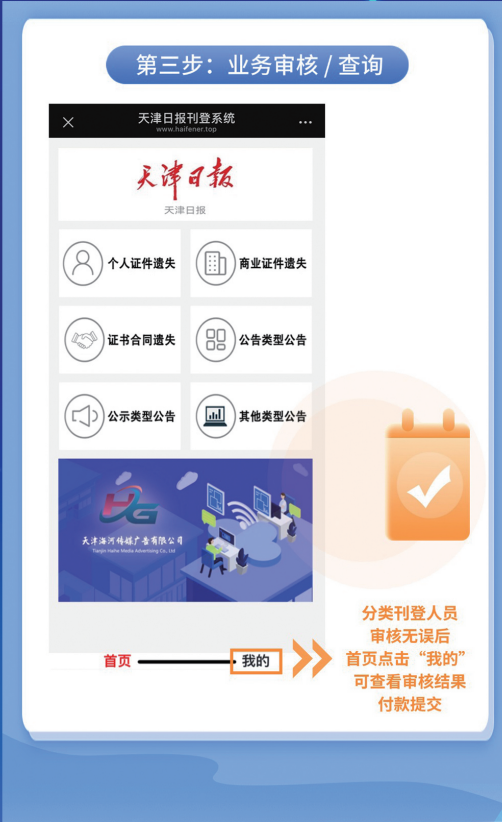 第三步：业务审核 / 查询
天津日报刊登系统
www.haifener.top
天津日报
天津日报
个人证件遗失
商业证件遗失
证书合同遗失
公告类型公告
公示类型公告
其他类型公告
HG
天津海河传媒广告有限公司
Tianjin Haihe Media Advertising Co., Ltd
首页
我的
分类刊登人员
审核无误后
首页点击“我的”
可查看审核结果
付款提交